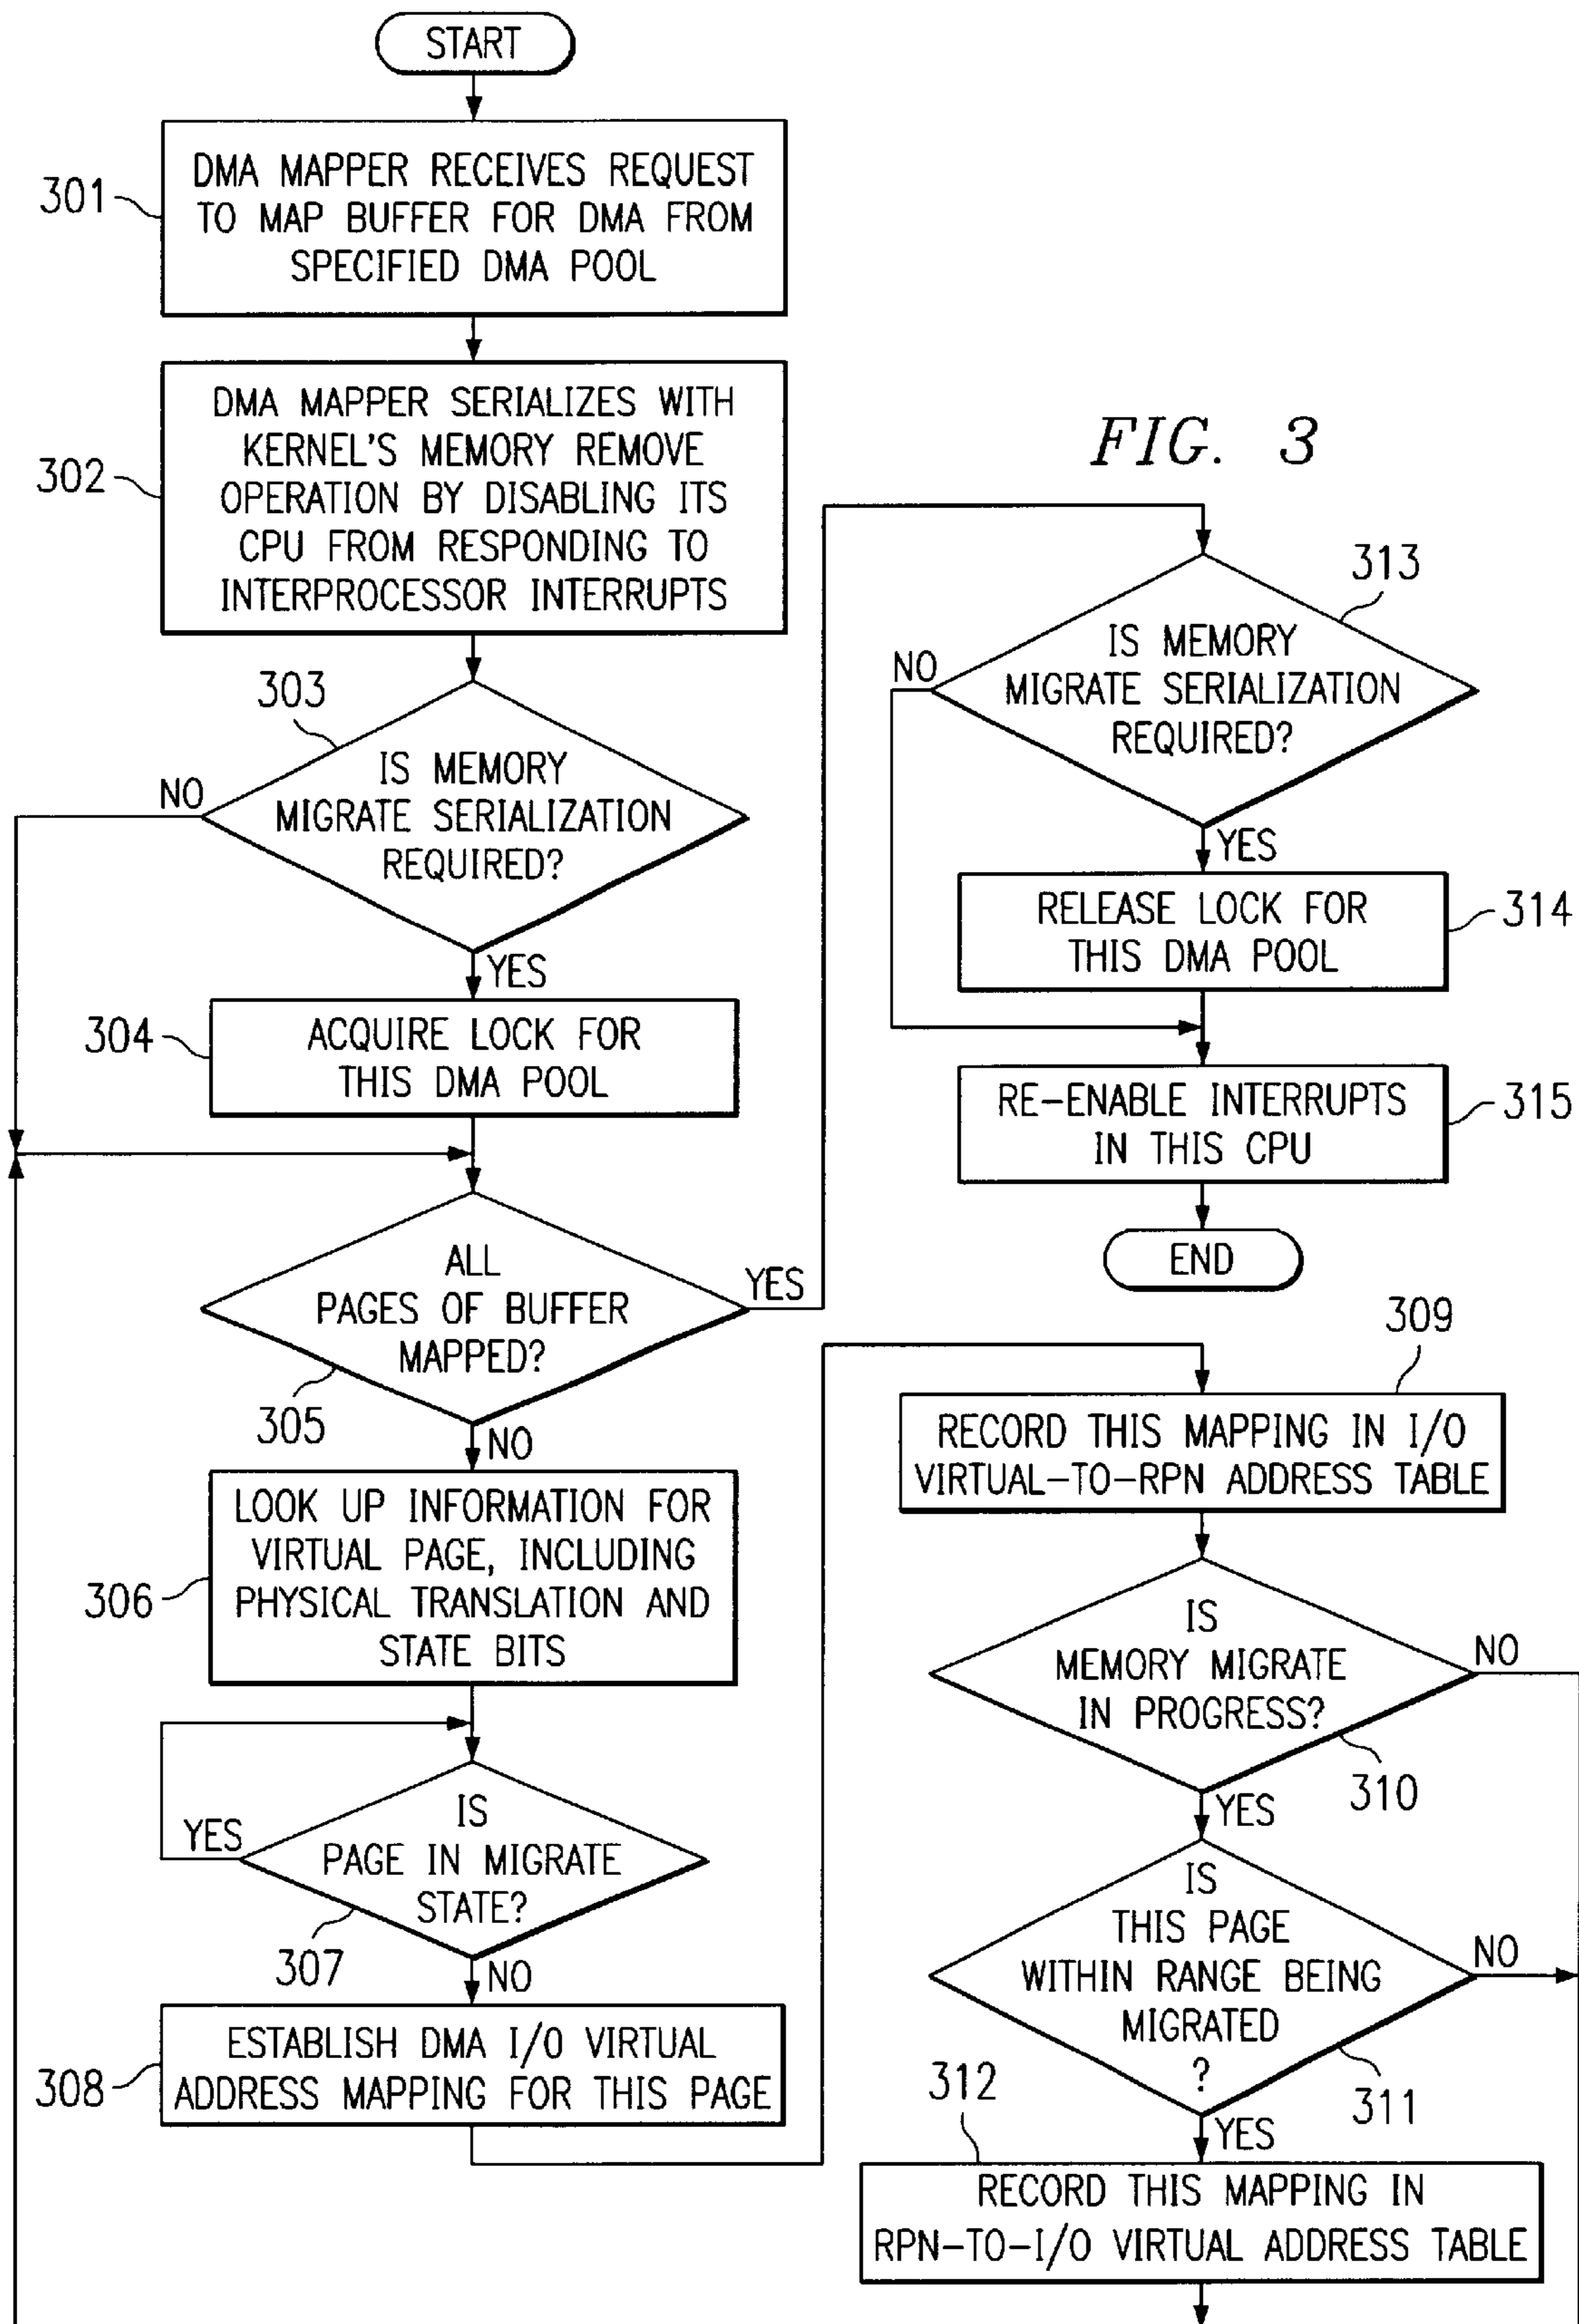 START
DMA MAPPER RECEIVES REQUEST
TO MAP BUFFER FOR DMA FROM
SPECIFIED DMA POOL
301
DMA MAPPER SERIALIZES WITH
KERNEL'S MEMORY REMOVE
OPERATION BY DISABLING ITS
CPU FROM RESPONDING TO
INTERPROCESSOR INTERRUPTS
302
303
IS MEMORY
MIGRATE SERIALIZATION
REQUIRED?
NO
YES
304
ACQUIRE LOCK FOR
THIS DMA POOL
ALL
PAGES OF BUFFER
MAPPED?
YES
305
NO
LOOK UP INFORMATION FOR
VIRTUAL PAGE, INCLUDING
PHYSICAL TRANSLATION AND
STATE BITS
306
IS
PAGE IN MIGRATE
STATE?
YES
307
NO
ESTABLISH DMA I/O VIRTUAL
ADDRESS MAPPING FOR THIS PAGE
308
FIG. 3
313
IS MEMORY
MIGRATE SERIALIZATION
REQUIRED?
NO
YES
RELEASE LOCK FOR
THIS DMA POOL
314
RE-ENABLE INTERRUPTS
IN THIS CPU
315
END
309
RECORD THIS MAPPING IN I/O
VIRTUAL-TO-RPN ADDRESS TABLE
IS
MEMORY MIGRATE
IN PROGRESS?
NO
310
YES
IS
THIS PAGE
WITHIN RANGE BEING
MIGRATED
?
NO
311
312
YES
RECORD THIS MAPPING IN
RPN-TO-I/O VIRTUAL ADDRESS TABLE